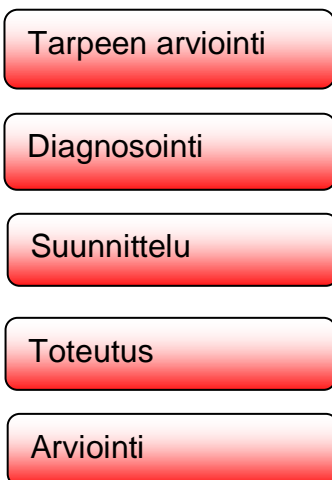 Tarpeen arviointi
Diagnosointi
Suunnittelu
Toteutus
Arviointi